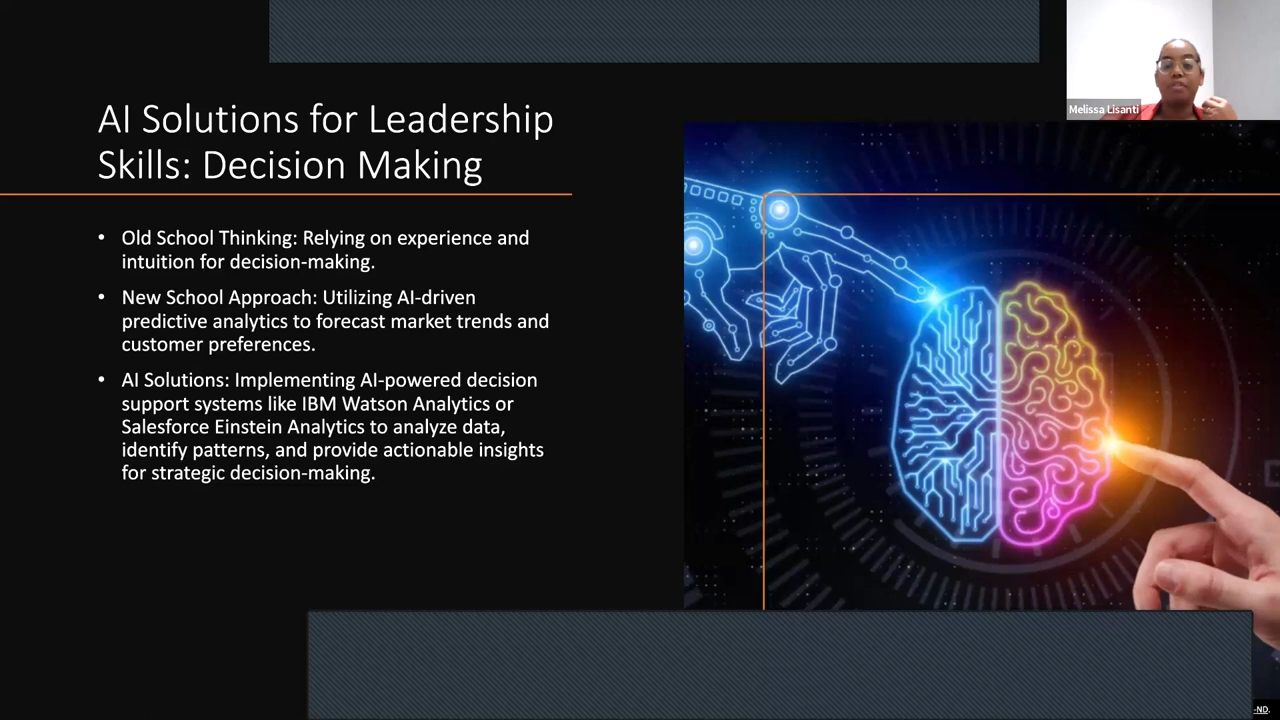 AI Solutions for Leadership
Skills: Decision Making
• Old School Thinking: Relying on experience and
intuition for decision-making.
• New School Approach: Utilizing AI-driven
predictive analytics to forecast market trends and
customer preferences.
• AI Solutions: Implementing AI-powered decision
support systems like IBM Watson Analytics or
Salesforce Einstein Analytics to analyze data,
identify patterns, and provide actionable insights
for strategic decision-making.
Melissa Lisanti
-ND.